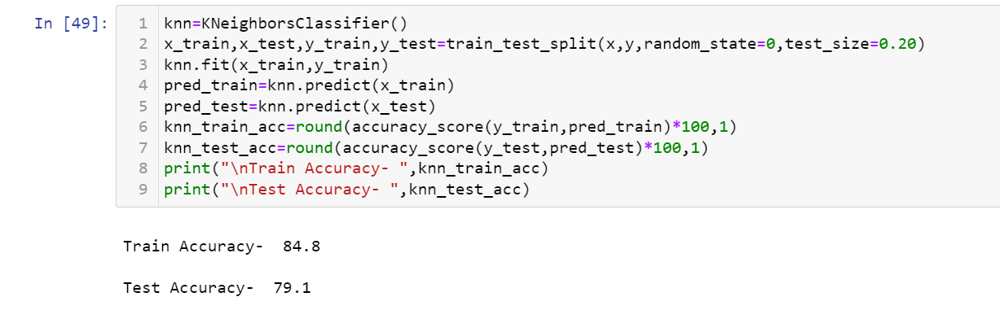 In [49]:
1 knn=KNeighborsClassifier()
2 x_train,x_test,y_train,y_test=train_test_split(x,y,random_state=0,test_size=0.20)
3 knn.fit(x_train,y_train)
4 pred_train=knn.predict(x_train)
5 pred_test=knn.predict(x_test)
6 knn_train_acc=round(accuracy_score(y_train,pred_train)*100,1)
7 knn_test_acc=round(accuracy_score(y_test,pred_test)*100,1)
8 print("\nTrain Accuracy- ",knn_train_acc)
9 print("\nTest Accuracy- ",knn_test_acc)
Train Accuracy-  84.8
Test Accuracy-  79.1